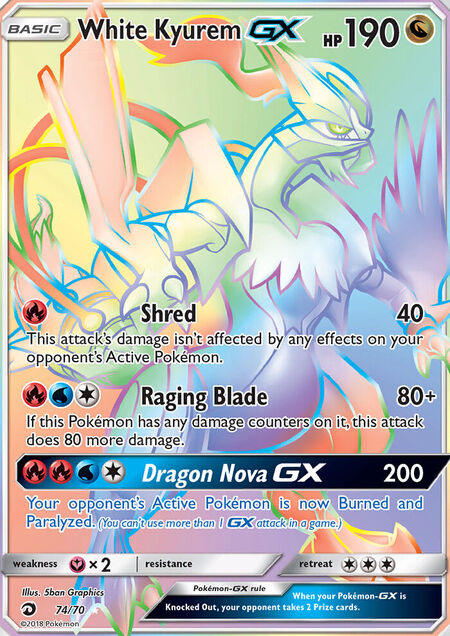 BASIC White Kyurem GX HP 190
Shred 40
This attack's damage isn't affected by any effects on your
opponent's Active Pokémon.
Raging Blade 80+
If this Pokémon has any damage counters on it, this attack
does 80 more damage.
Dragon Nova GX 200
Your opponent's Active Pokémon is now Burned and
Paralyzed. (You can't use more than 1 GX attack in a game.)
weakness ×2 resistance retreat
Illus. 5ban Graphics
74/70
©2018 Pokémon
Pokémon-GX rule
When your Pokémon-GX is
Knocked Out, your opponent takes 2 Prize cards.